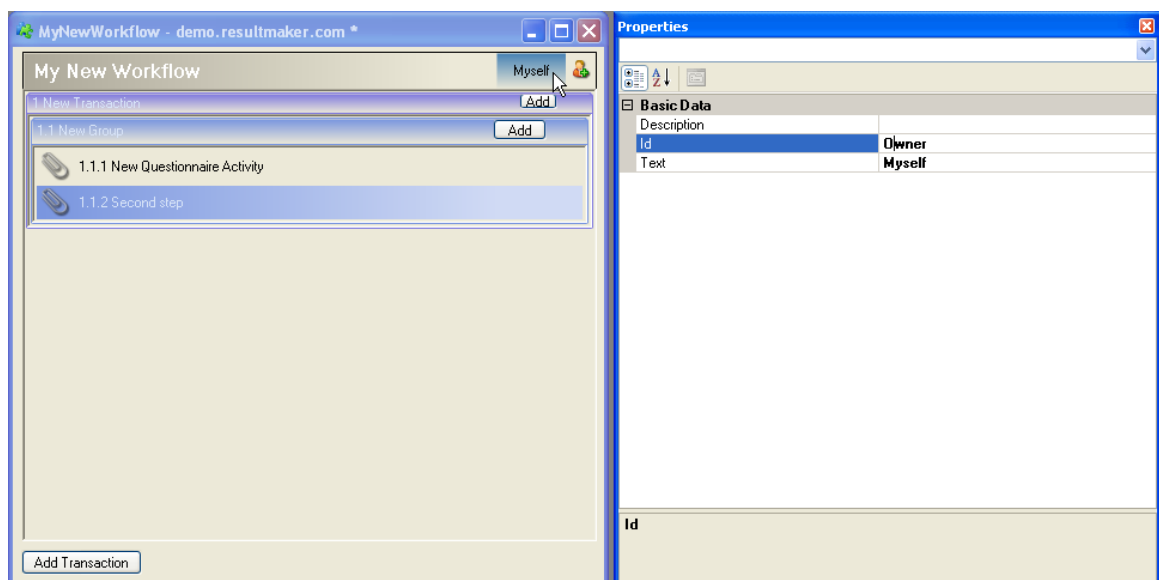 MyNewWorkflow - demo.resultmaker.com *
My New Workflow
Myself
1 New Transaction
Add
1.1 New Group
Add
1.1.1 New Questionnaire Activity
1.1.2 Second step
Add Transaction
Properties
Basic Data
Description
Id Owner
Text Myself
Id